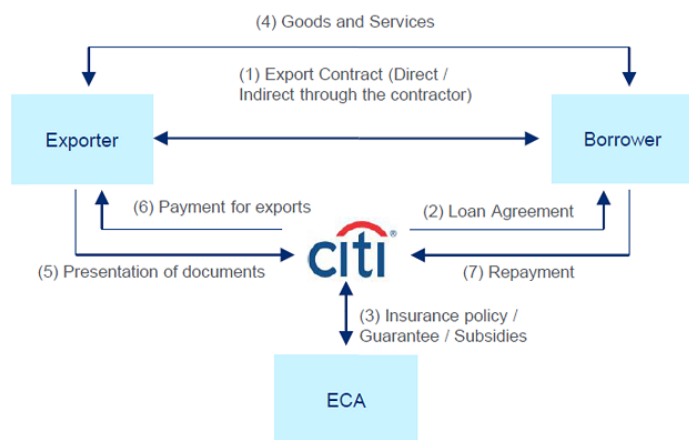 (4) Goods and Services
(1) Export Contract (Direct /
Indirect through the contractor)
Exporter
Borrower
(6) Payment for exports
(2) Loan Agreement
citi®
(5) Presentation of documents
(7) Repayment
(3) Insurance policy /
Guarantee / Subsidies
ECA